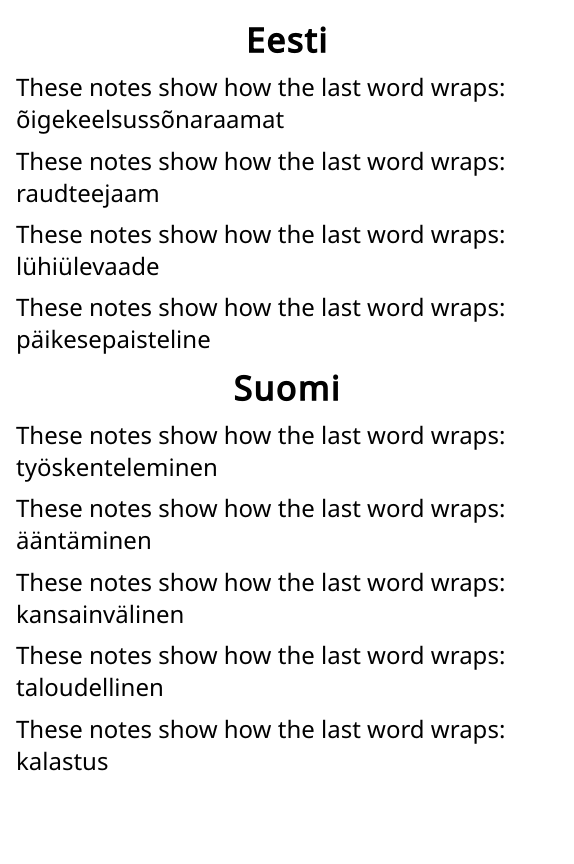 Eesti
These notes show how the last word wraps:
õigekeelsussõnaraamat
These notes show how the last word wraps:
raudteejaam
These notes show how the last word wraps:
lühiülevaade
These notes show how the last word wraps:
päikesepaisteline
Suomi
These notes show how the last word wraps:
työskenteleminen
These notes show how the last word wraps:
ääntäminen
These notes show how the last word wraps:
kansainvälinen
These notes show how the last word wraps:
taloudellinen
These notes show how the last word wraps:
kalastus